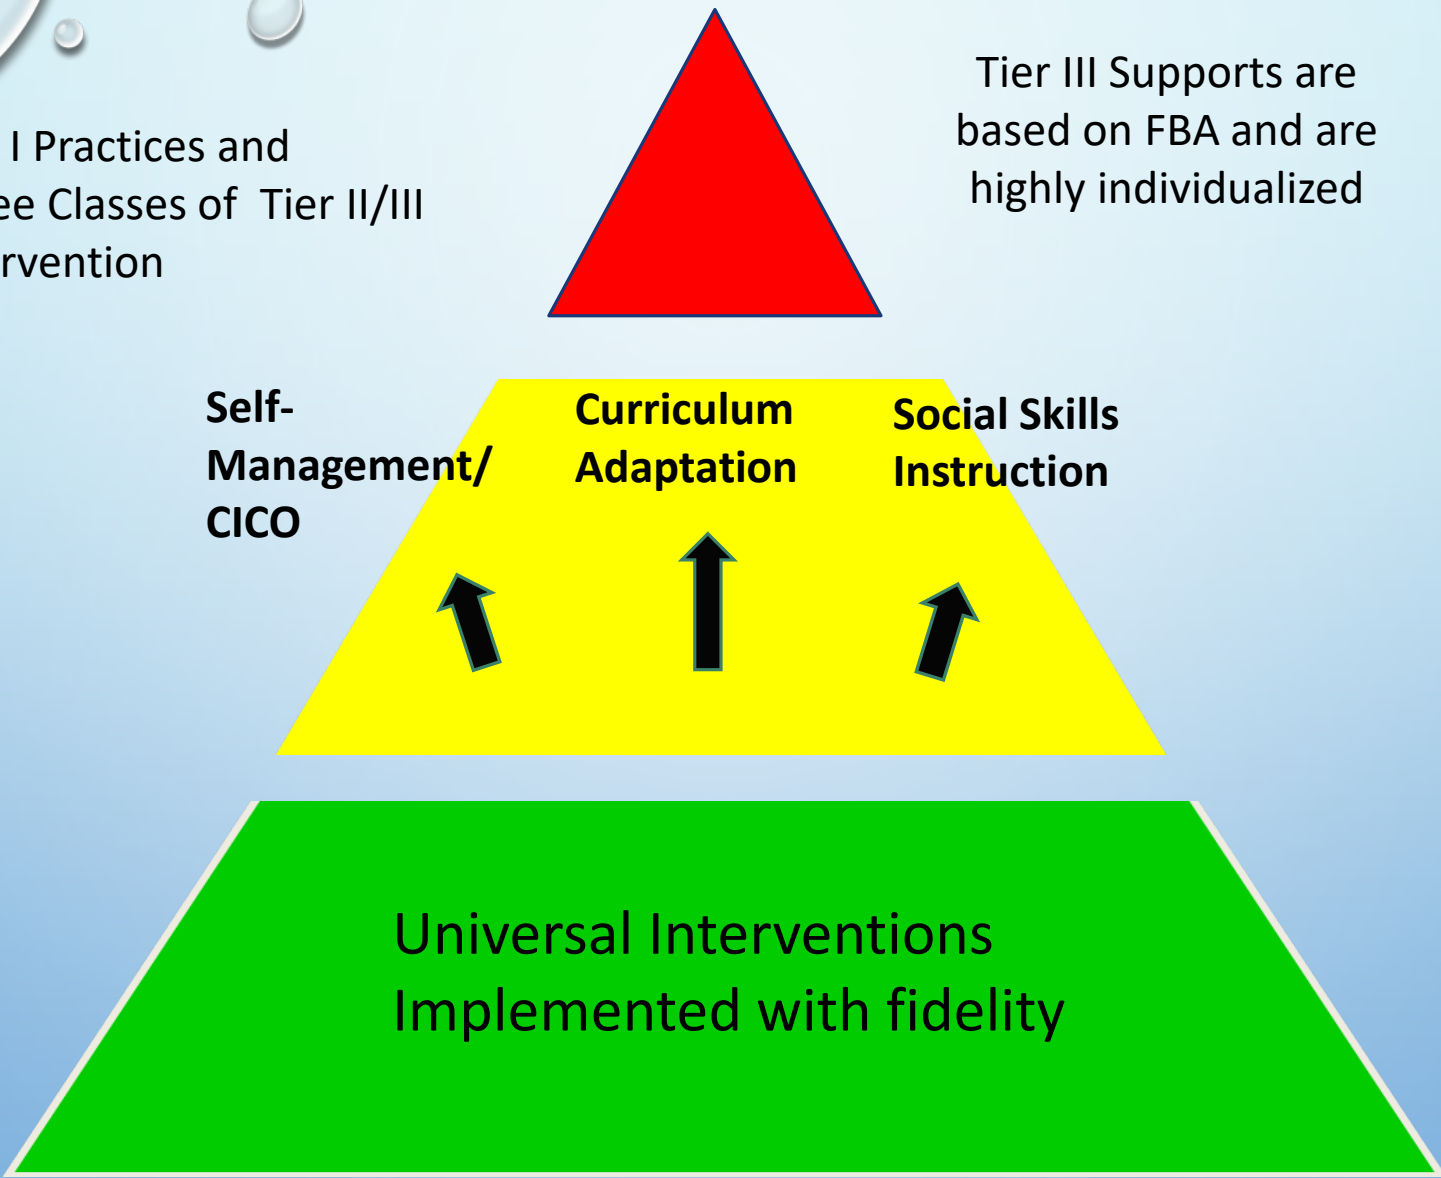 I Practices and
ee Classes of Tier II/III
rvention
Tier III Supports are
based on FBA and are
highly individualized
Self-
Management/
CICO
Curriculum
Adaptation
Social Skills
Instruction
Universal Interventions
Implemented with fidelity